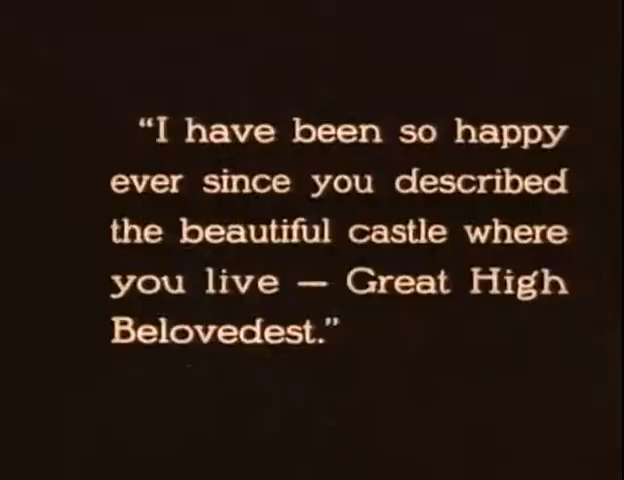 “I have been so happy
ever since you described
the beautiful castle where
you live — Great High
Belovedest.”